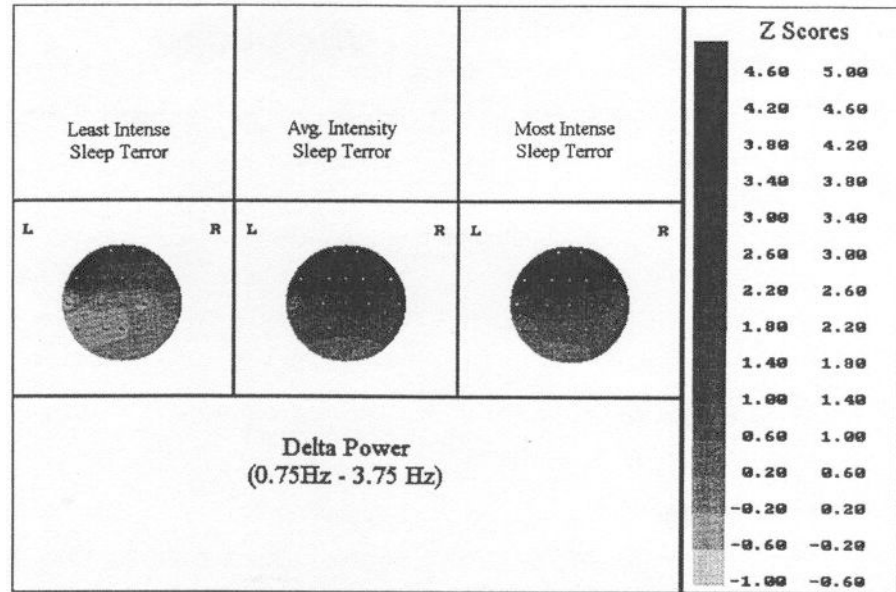 Z Scores
4.60 5.00
4.20 4.60
3.80 4.20
3.40 3.80
3.00 3.40
2.60 3.00
2.20 2.60
1.80 2.20
1.40 1.80
1.00 1.40
0.60 1.00
0.20 0.60
-0.20 0.20
-0.60 -0.20
-1.00 -0.60
Least Intense
Sleep Terror
Avg. Intensity
Sleep Terror
Most Intense
Sleep Terror
L R
L R
L R
Delta Power
(0.75Hz - 3.75 Hz)